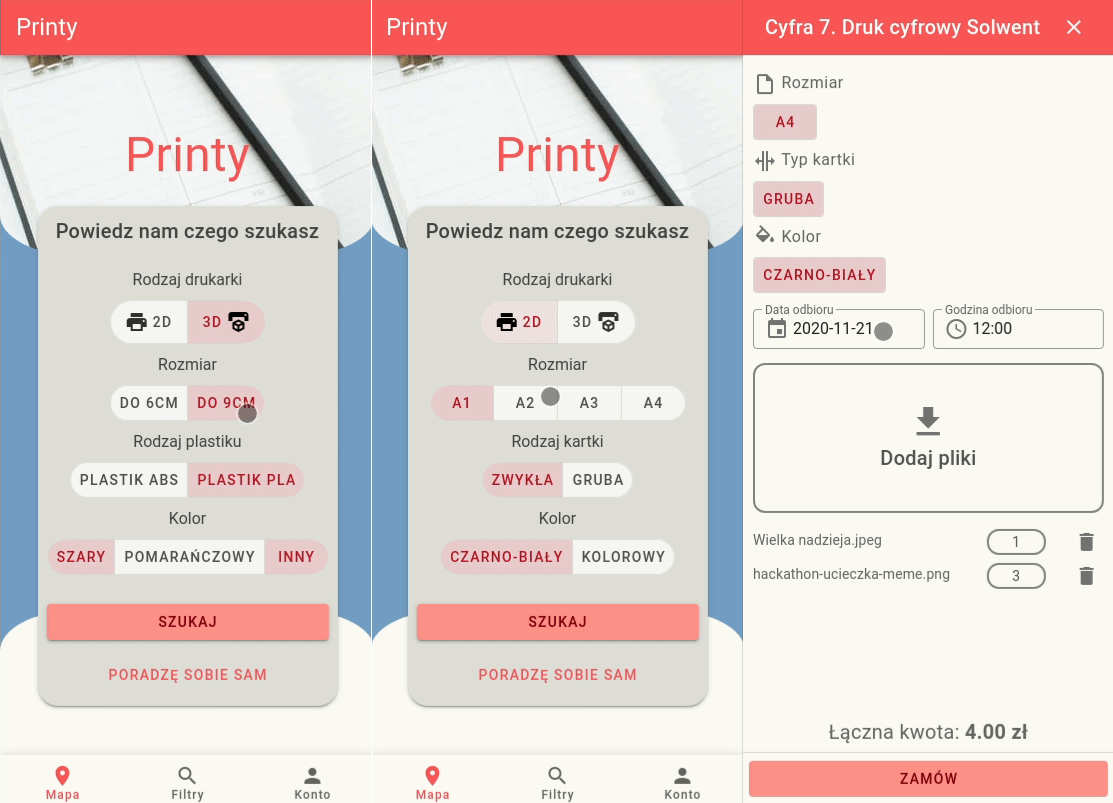 Printy
Printy
Powiedz nam czego szukasz
Rodzaj drukarki
2D 3D
Rozmiar
DO 6CM DO 9CM
Rodzaj plastiku
PLASTIK ABS PLASTIK PLA
Kolor
SZARY POMARAŃCZOWY INNY
SZUKAJ
PORADZĘ SOBIE SAM
Mapa Filtry Konto
Printy
Printy
Powiedz nam czego szukasz
Rodzaj drukarki
2D 3D
Rozmiar
A1 A2 A3 A4
Rodzaj kartki
ZWYKŁA GRUBA
Kolor
CZARNO-BIAŁY KOLOROWY
SZUKAJ
PORADZĘ SOBIE SAM
Mapa Filtry Konto
Cyfra 7. Druk cyfrowy Solwent
Rozmiar
A4
Typ kartki
GRUBA
Kolor
CZARNO-BIAŁY
Data odbioru Godzina odbioru
2020-11-21 12:00
Dodaj pliki
Wielka nadzieja.jpeg 1
hackathon-ucieczka-meme.png 3
Łączna kwota: 4.00 zł
ZAMÓW